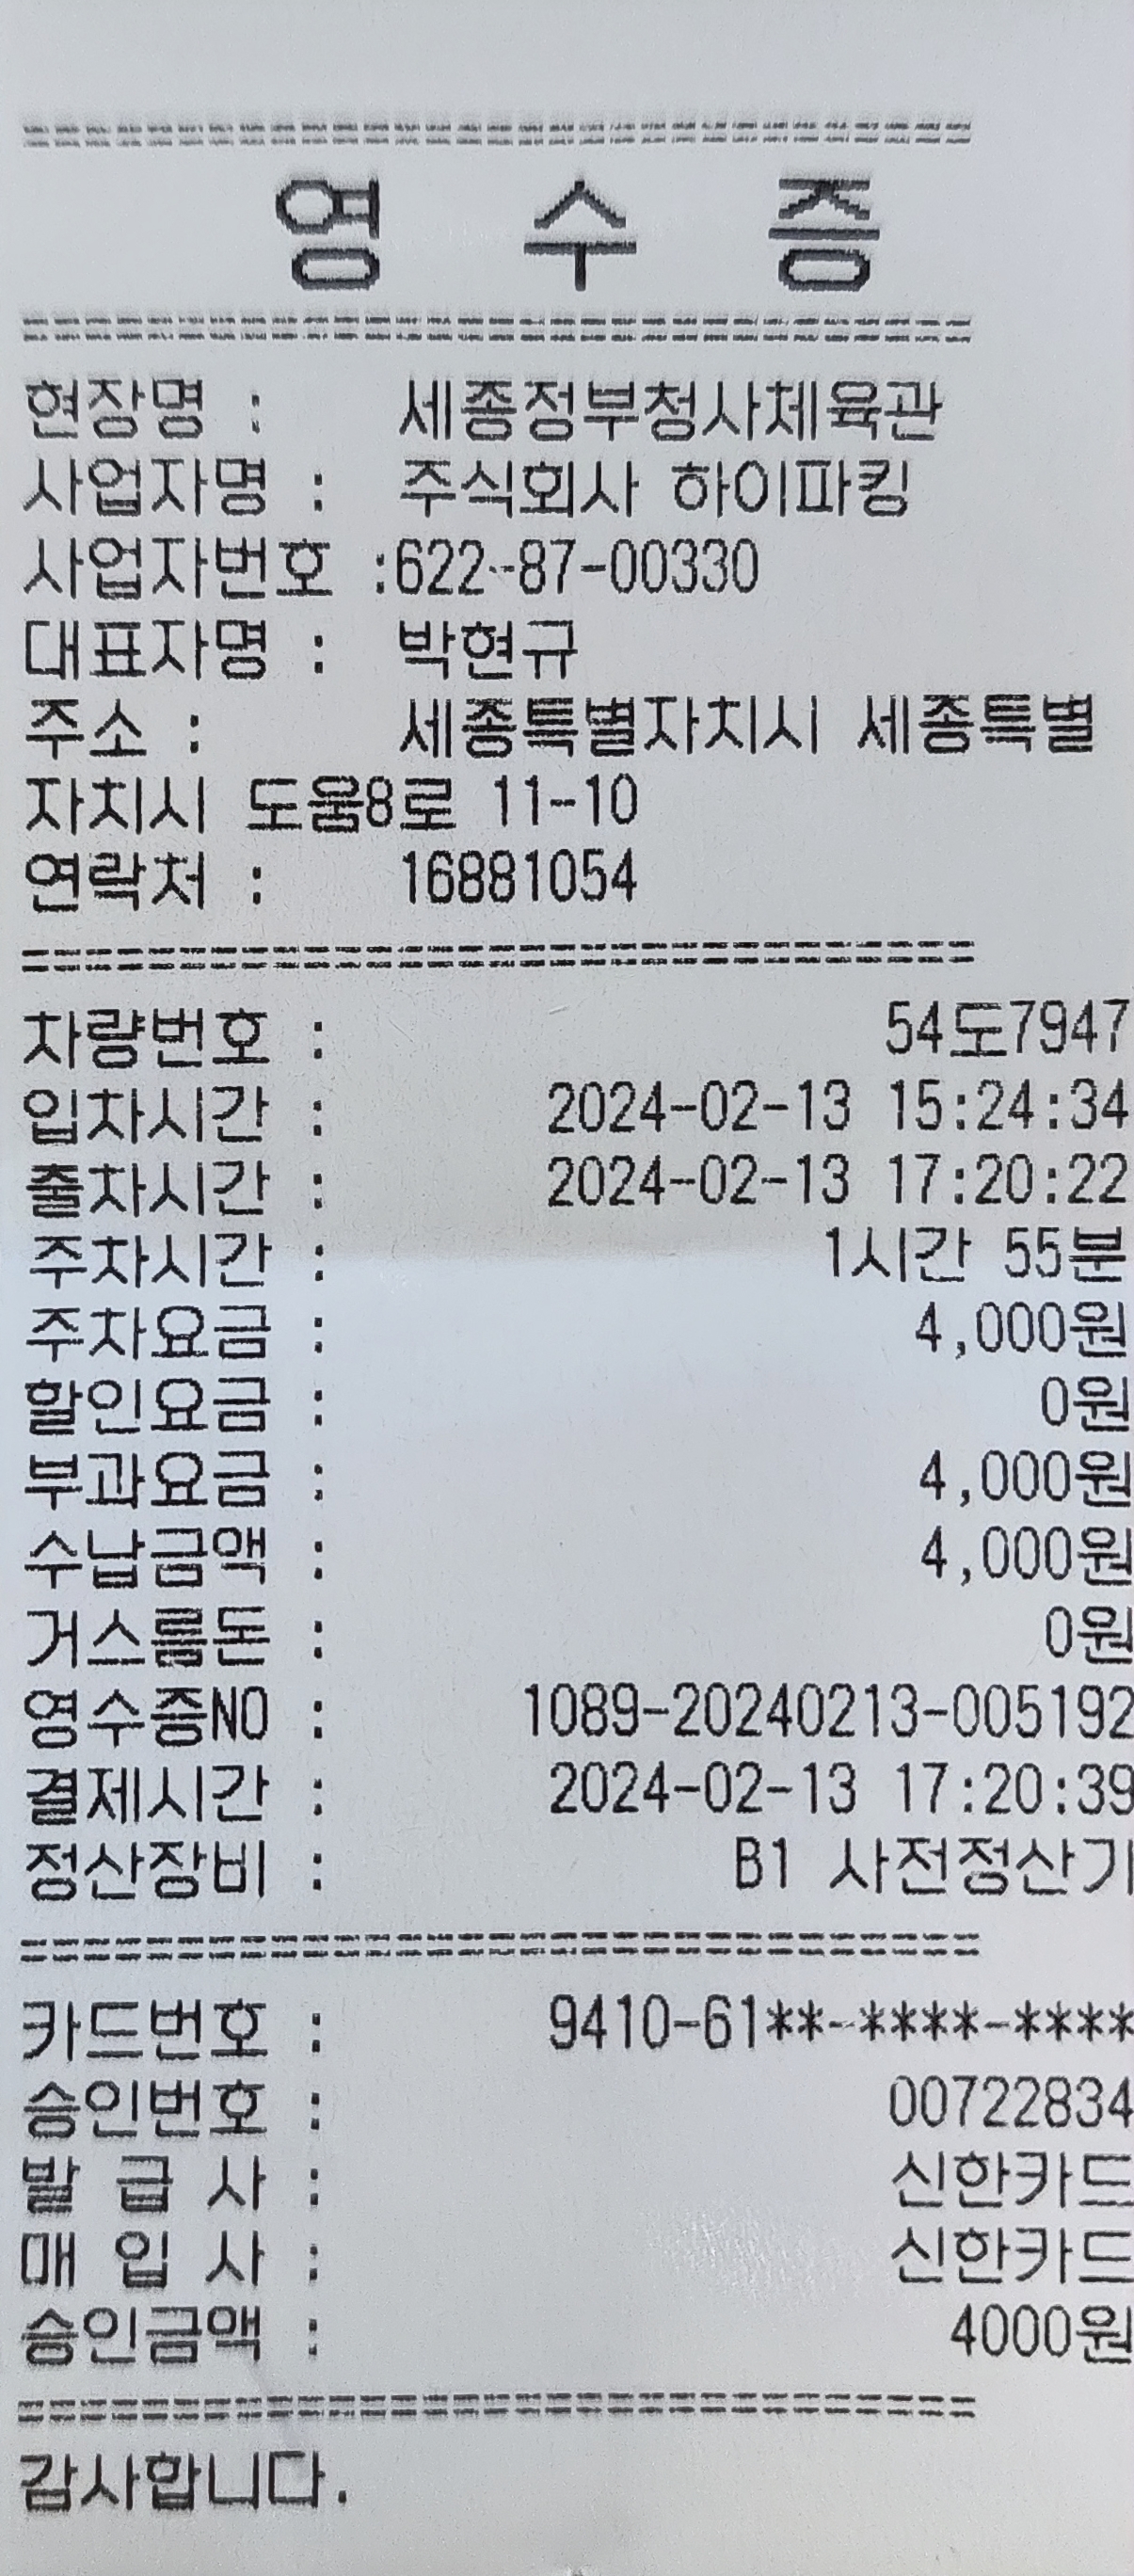 ===============================
영 수 증
===============================
현장명 : 세종정부청사체육관
사업자명 : 주식회사 하이파킹
사업자번호 :622-87-00330
대표자명 : 박현규
주소 : 세종특별자치시 세종특별
자치시 도움8로 11-10
연락처 : 16881054
===============================
차량번호 : 54도7947
입차시간 : 2024-02-13 15:24:34
출차시간 : 2024-02-13 17:20:22
주차시간 : 1시간 55분
주차요금 : 4,000원
할인요금 : 0원
부과요금 : 4,000원
수납금액 : 4,000원
거스름돈 : 0원
영수증NO : 1089-20240213-005192
결제시간 : 2024-02-13 17:20:39
정산장비 : B1 사전정산기
===============================
카드번호 : 9410-61**-****-****
승인번호 : 00722834
발 급 사 : 신한카드
매 입 사 : 신한카드
승인금액 : 4000원
===============================
감사합니다.